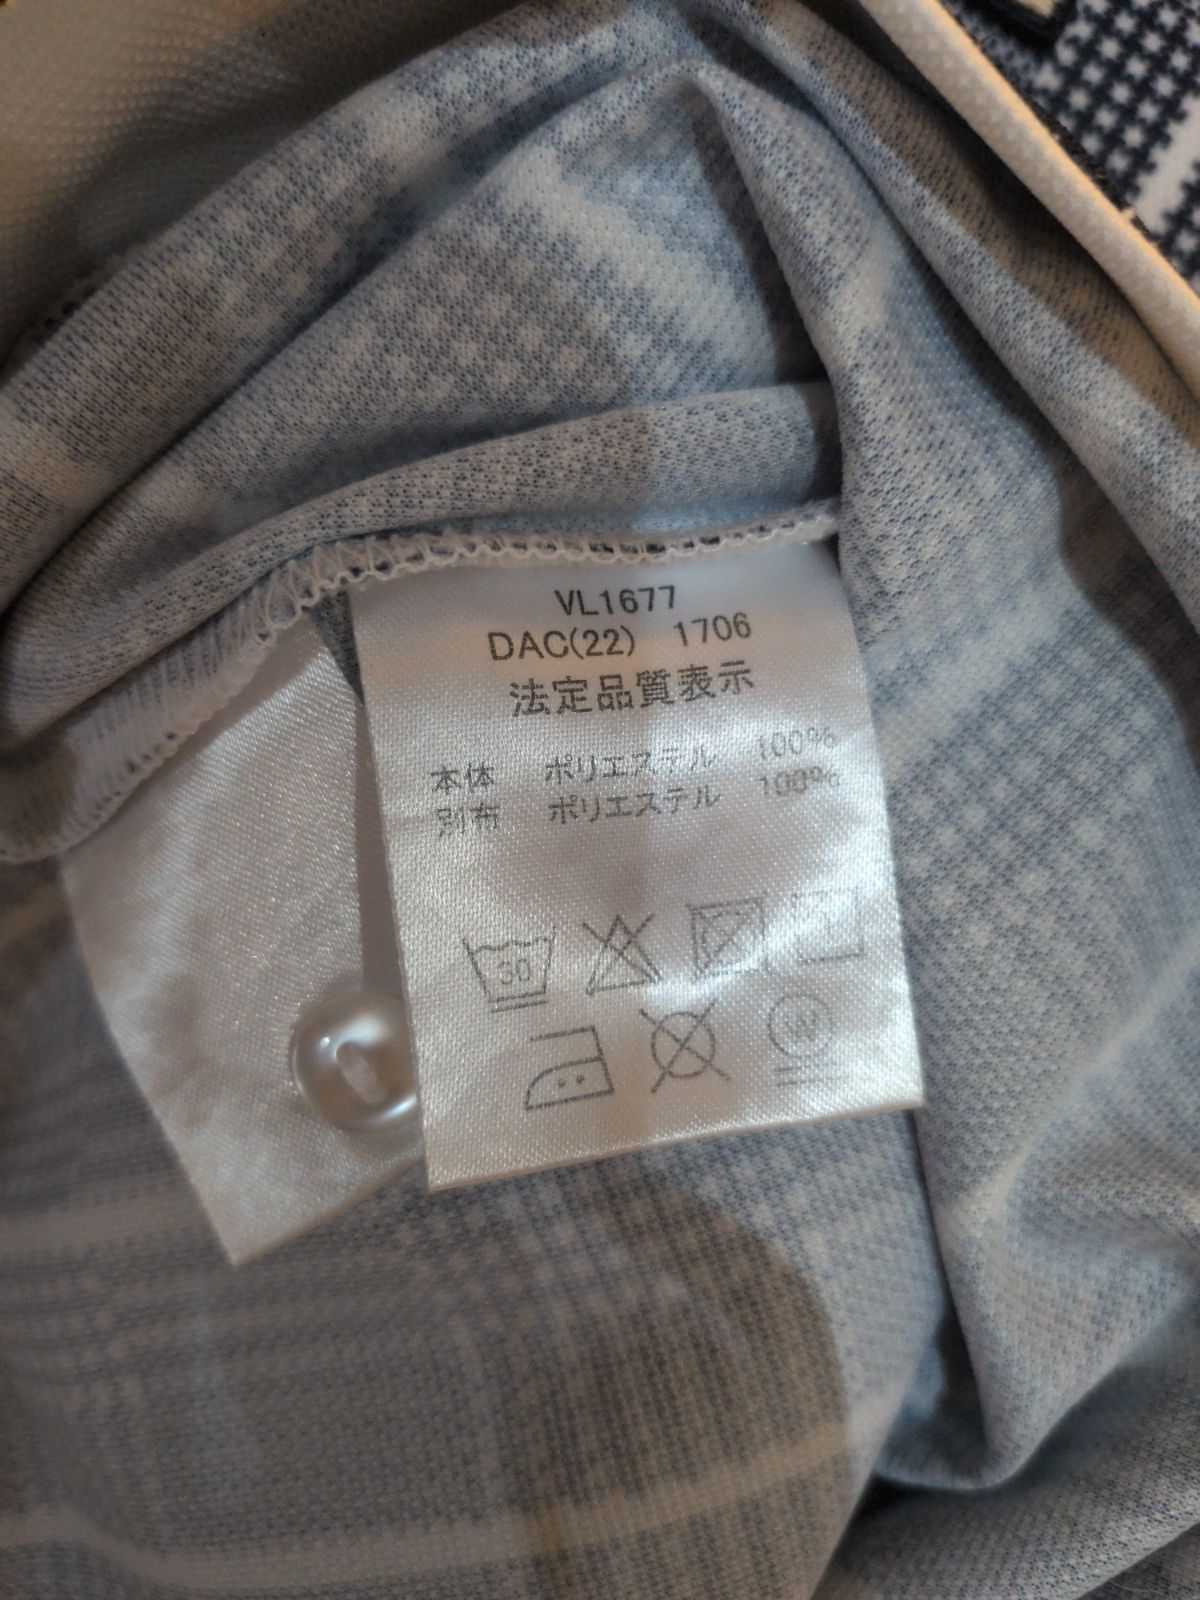 VL1677
DAC(22) 1706
法定品質表示
本体 ポリエステル 100%
別布 ポリエステル 100%
30
W